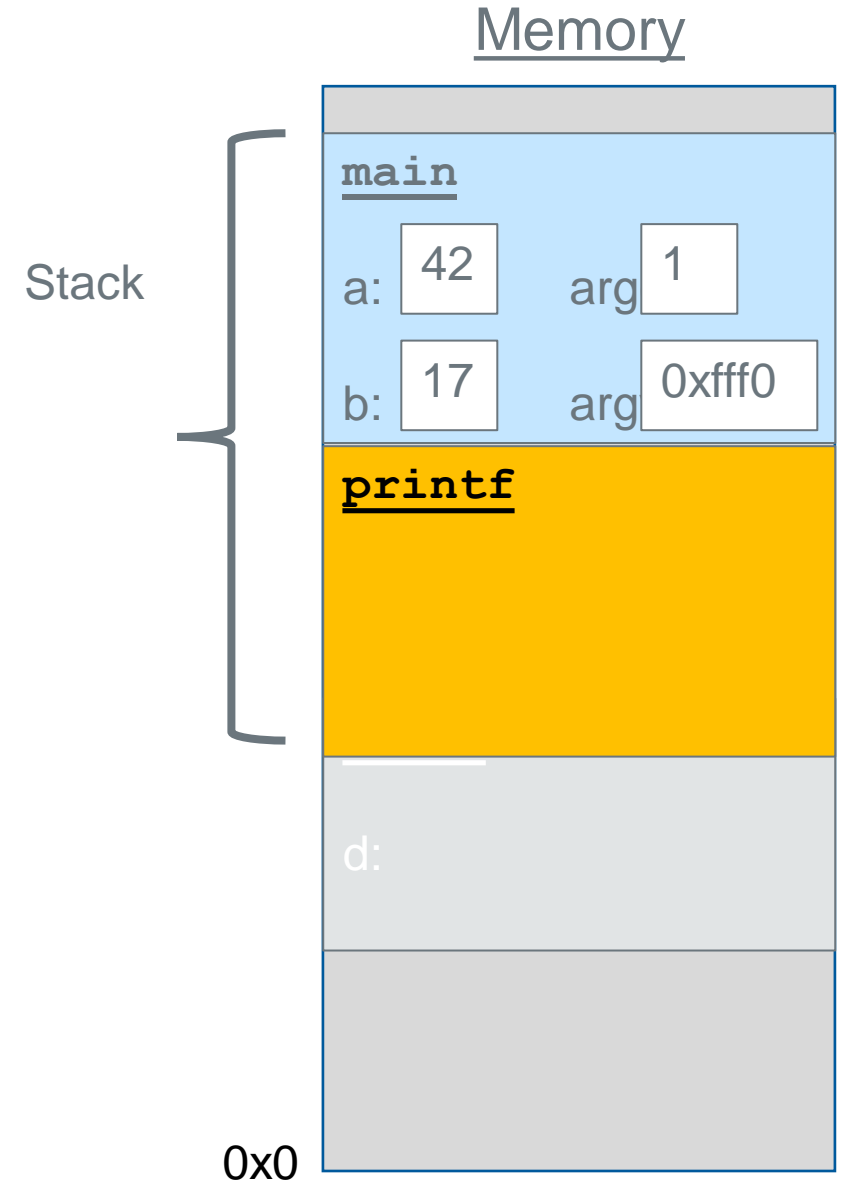 Memory
main
Stack
a: 42 arg 1
b: 17 arg 0xfff0
printf
d:
0x0